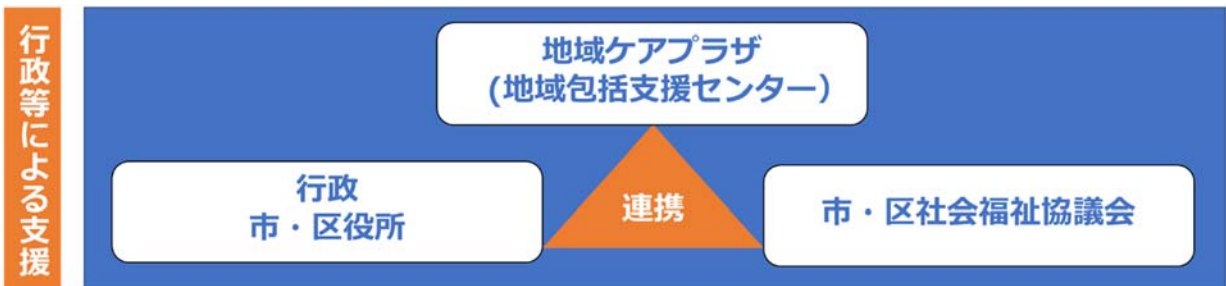 行政等による支援
地域ケアプラザ
(地域包括支援センター）
行政
市・区役所
連携
市・区社会福祉協議会